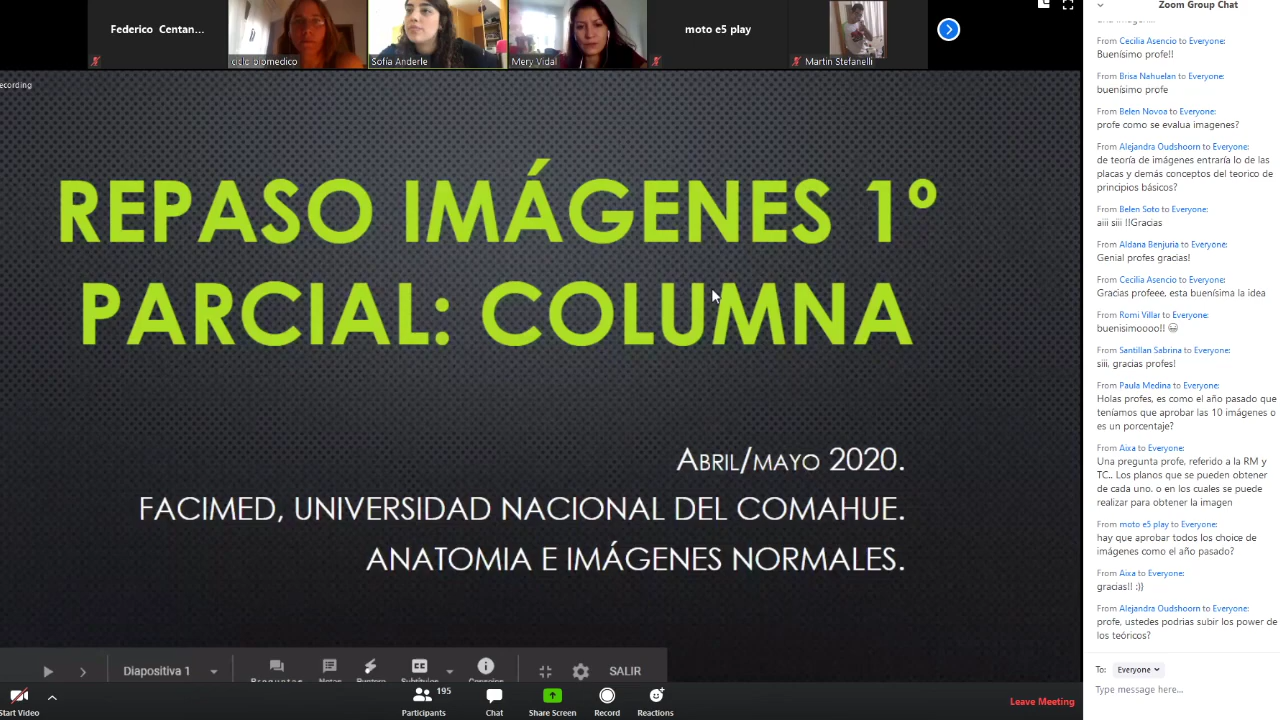 Federico Centan...
ciclo biomedico
Sofia Anderle
Mery Vidal
moto e5 play
Martin Stefanelli
ecording
REPASO IMÁGENES 1º
PARCIAL: COLUMNA
ABRIL/MAYO 2020.
FACIMED, UNIVERSIDAD NACIONAL DEL COMAHUE.
ANATOMIA E IMÁGENES NORMALES.
Diapositiva 1
Notas
Puntero
Subtítulos
Consejos
SALIR
Start Video
Participants
195
Chat
Share Screen
Record
Reactions
Leave Meeting
Zoom Group Chat
From Cecilia Asencio to Everyone:
Buenísimo profe!!
From Brisa Nahuelan to Everyone:
buenísimo profe
From Belen Novoa to Everyone:
profe como se evalua imagenes?
From Alejandra Oudshoorn to Everyone:
de teoría de imágenes entraría lo de las
placas y demás conceptos del teorico de
principios básicos?
From Belen Soto to Everyone:
aiii siii !!Gracias
From Aldana Benjuria to Everyone:
Genial profes gracias!
From Cecilia Asencio to Everyone:
Gracias profeee, esta buenísima la idea
From Romi Villar to Everyone:
buenisimoooo!! 😀
From Santillan Sabrina to Everyone:
siii, gracias profes!
From Paula Medina to Everyone:
Holas profes, es como el año pasado que
teníamos que aprobar las 10 imágenes o
es un porcentaje?
From Aixa to Everyone:
Una pregunta profe, referido a la RM y
TC.. Los planos que se pueden obtener
de cada uno. o en los cuales se puede
realizar para obtener la imagen
From moto e5 play to Everyone:
hay que aprobar todos los choice de
imágenes como el año pasado?
From Aixa to Everyone:
gracias!! :)}
From Alejandra Oudshoorn to Everyone:
profe, ustedes podrias subir los power de
los teóricos?
To: Everyone
Type message here...